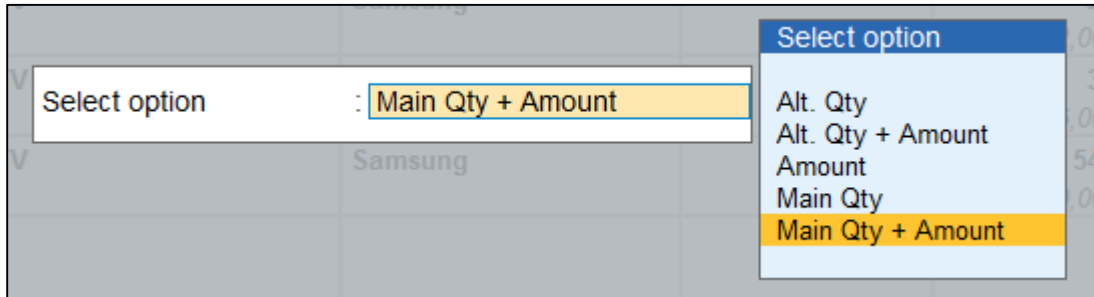 Samsung
Select option
Select option : Main Qty + Amount
Alt. Qty
Alt. Qty + Amount
Amount
Main Qty
Main Qty + Amount
V
V Samsung 54